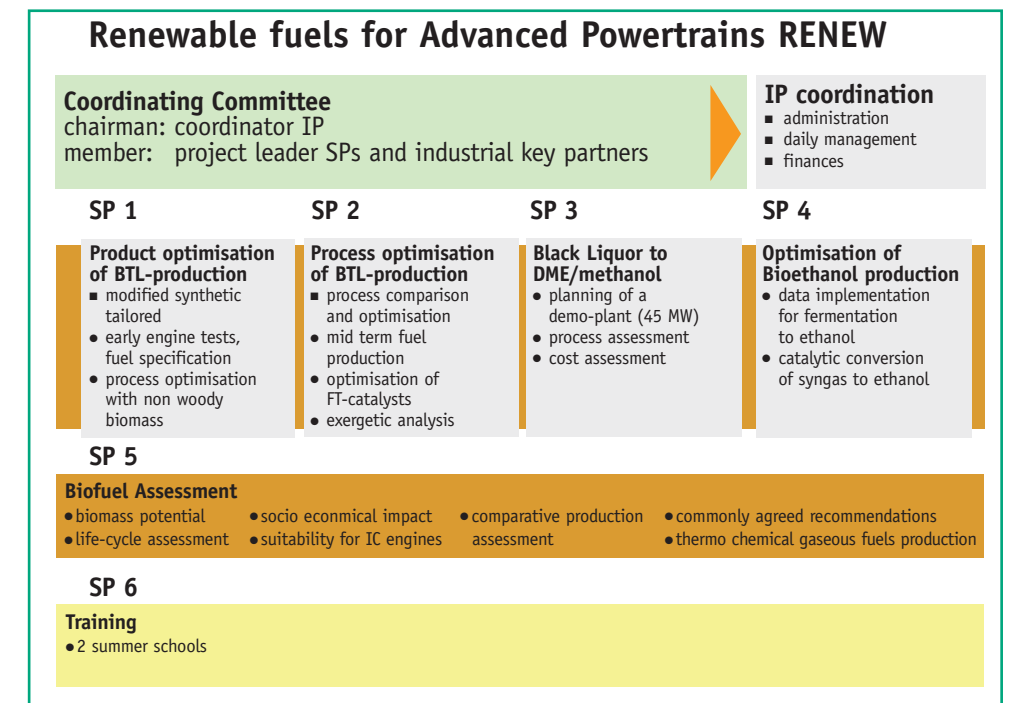 Renewable fuels for Advanced Powertrains RENEW
Coordinating Committee
chairman: coordinator IP
member: project leader SPs and industrial key partners
IP coordination
■ administration
■ daily management
■ finances
SP 1
Product optimisation
of BTL-production
■ modified synthetic
tailored
● early engine tests,
fuel specification
● process optimisation
with non woody
biomass
SP 2
Process optimisation
of BTL-production
■ process comparison
and optimisation
● mid term fuel
production
● optimisation of
FT-catalysts
● exergetic analysis
SP 3
Black Liquor to
DME/methanol
● planning of a
demo-plant (45 MW)
● process assessment
● cost assessment
SP 4
Optimisation of
Bioethanol production
● data implementation
for fermentation
to ethanol
● catalytic conversion
of syngas to ethanol
SP 5
Biofuel Assessment
● biomass potential
● life-cycle assessment
● socio econmical impact
● suitability for IC engines
● comparative production
assessment
● commonly agreed recommendations
● thermo chemical gaseous fuels production
SP 6
Training
● 2 summer schools